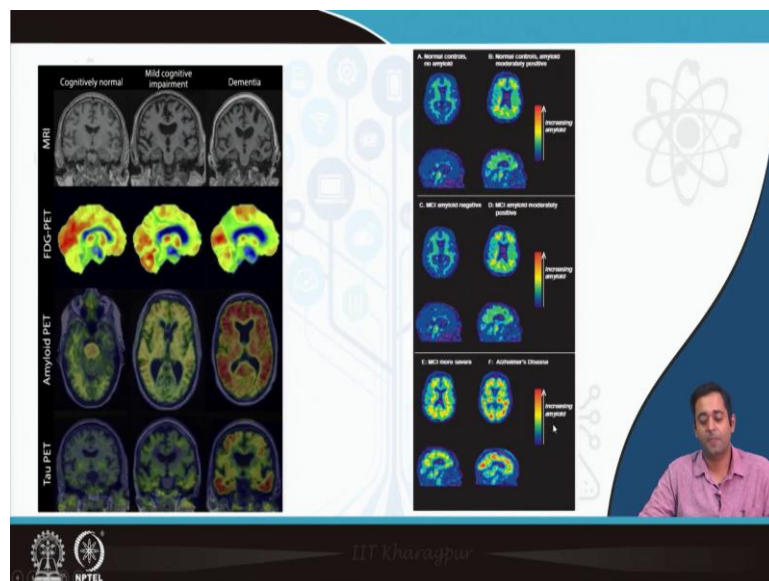 Cognitively normal
Mild cognitive
impairment
Dementia
MRI
FDG-PET
Amyloid PET
Tau PET
A. Normal controls,
no amyloid
B. Normal controls, amyloid
moderately positive
Increasing
amyloid
C. MCI amyloid negative
D: MCI amyloid moderately
positive
Increasing
amyloid
E: MCI more severe
F: Alzheimer's Disease
Increasing
amyloid
IIT Kharagpur
NPTEL